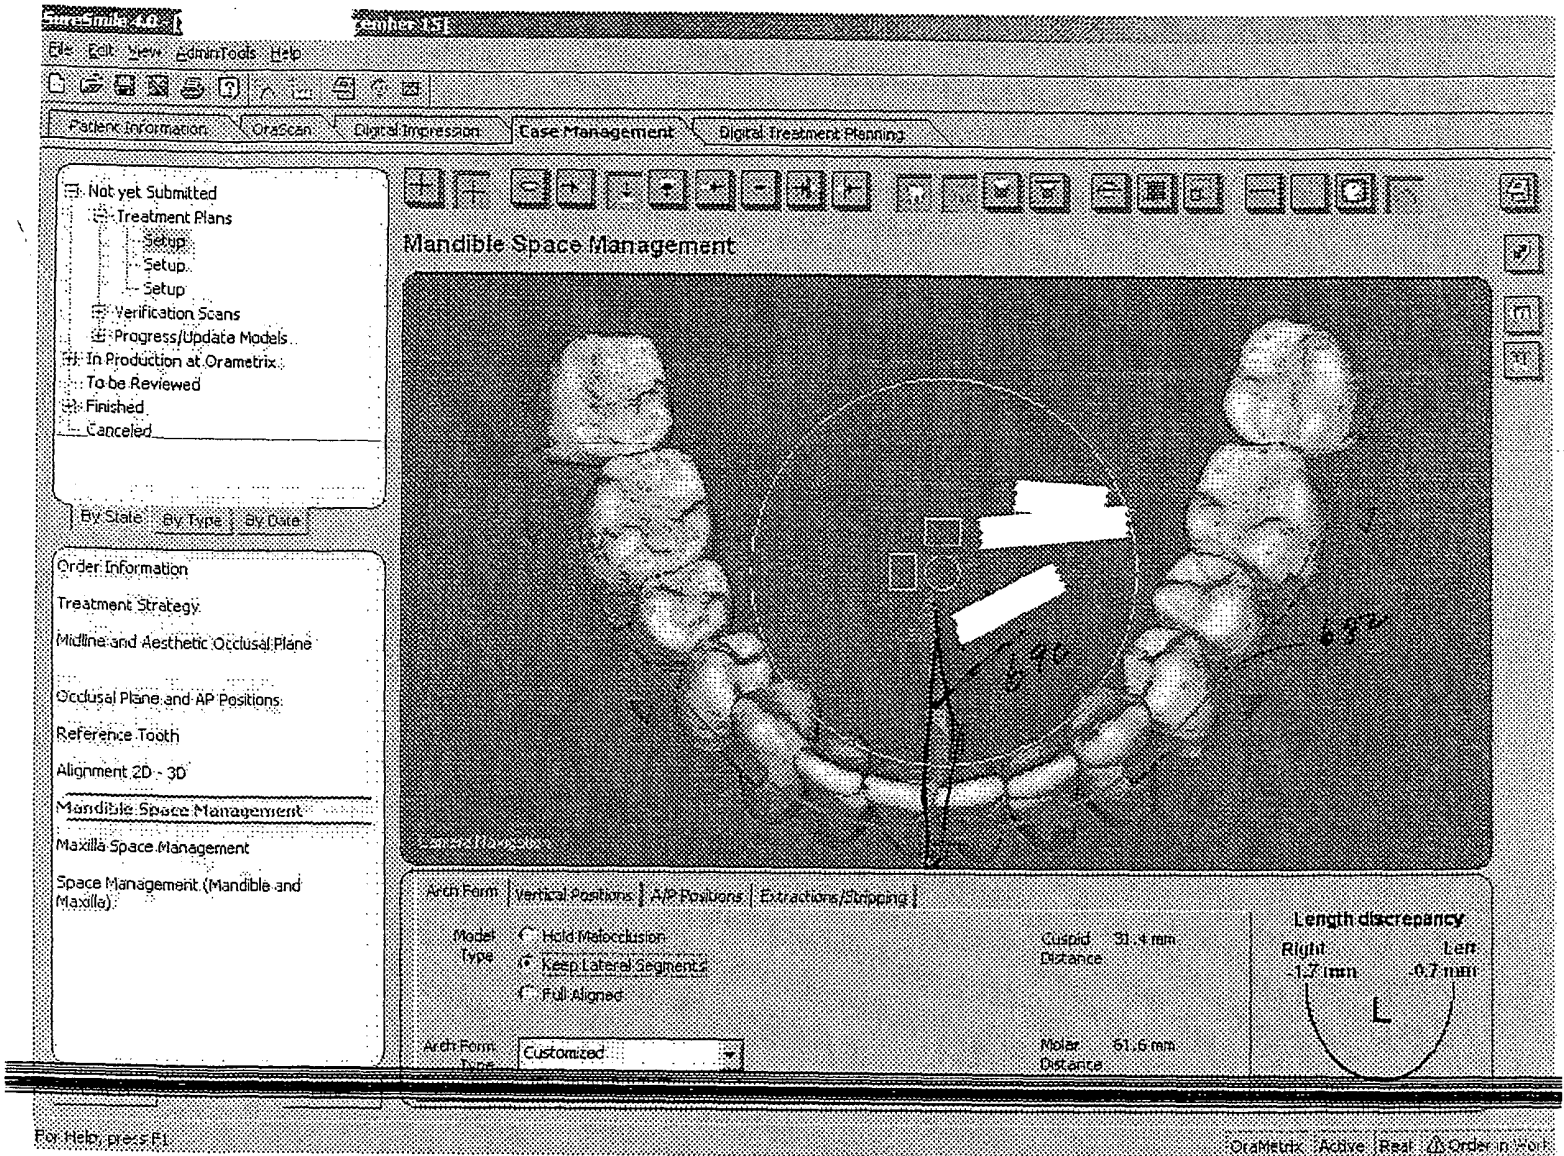 SureSmile 4.0 - [
cember 15]
File Edit View AdminTools Help
Patient Information OraScan Digital Impression Case Management Digital Treatment Planning
Not yet Submitted
Treatment Plans
Setup
Setup
Setup
Verification Scans
Progress/Update Models
In Production at Orametrix
To be Reviewed
Finished
Canceled
By State By Type By Date
Order Information
Treatment Strategy
Midline and Aesthetic Occlusal Plane
Occlusal Plane and AP Positions
Reference Tooth
Alignment 2D - 3D
Mandible Space Management
Maxilla Space Management
Space Management (Mandible and
Maxilla)
Mandible Space Management
690
692
Arch Form Vertical Positions A/P Positions Extractions/Stripping
Model
Type
Hold Malocclusion
Keep Lateral Segments
Full Aligned
Arch Form
Type
Customized
Cuspid
Distance
31.4 mm
Molar
Distance
61.6 mm
Length discrepancy
Right Left
-1.7 mm -0.7 mm
L
For Help, press F1
OraMetrix Active Real Order in Work